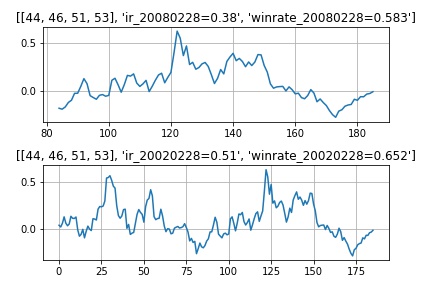 [[44, 46, 51, 53], 'ir_20080228=0.38', 'winrate_20080228=0.583']
0.5
0.0
80 100 120 140 160 180
[[44, 46, 51, 53], 'ir_20020228=0.51', 'winrate_20020228=0.652']
0.5
0.0
0 25 50 75 100 125 150 175